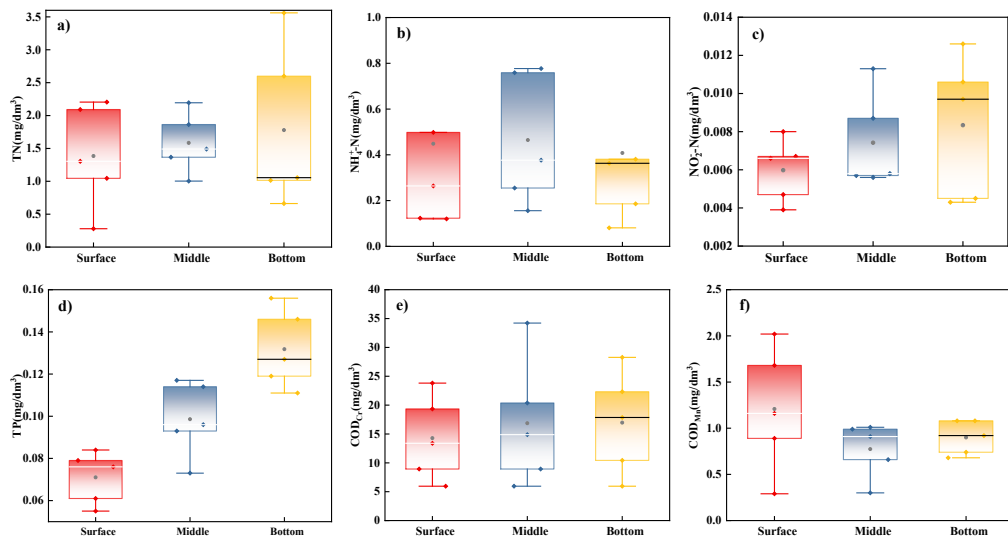 a)
TN(mg/dm³)
3.5
3.0
2.5
2.0
1.5
1.0
0.5
0.0
Surface
Middle
Bottom
b)
NH₄⁺-N(mg/dm³)
1.0
0.8
0.6
0.4
0.2
0.0
Surface
Middle
Bottom
c)
NO₂⁻-N(mg/dm³)
0.014
0.012
0.010
0.008
0.006
0.004
0.002
Surface
Middle
Bottom
d)
TP(mg/dm³)
0.16
0.14
0.12
0.10
0.08
0.06
Surface
Middle
Bottom
e)
COD_Cr(mg/dm³)
40
35
30
25
20
15
10
5
0
Surface
Middle
Bottom
f)
COD_Mn(mg/dm³)
2.5
2.0
1.5
1.0
0.5
0.0
Surface
Middle
Bottom